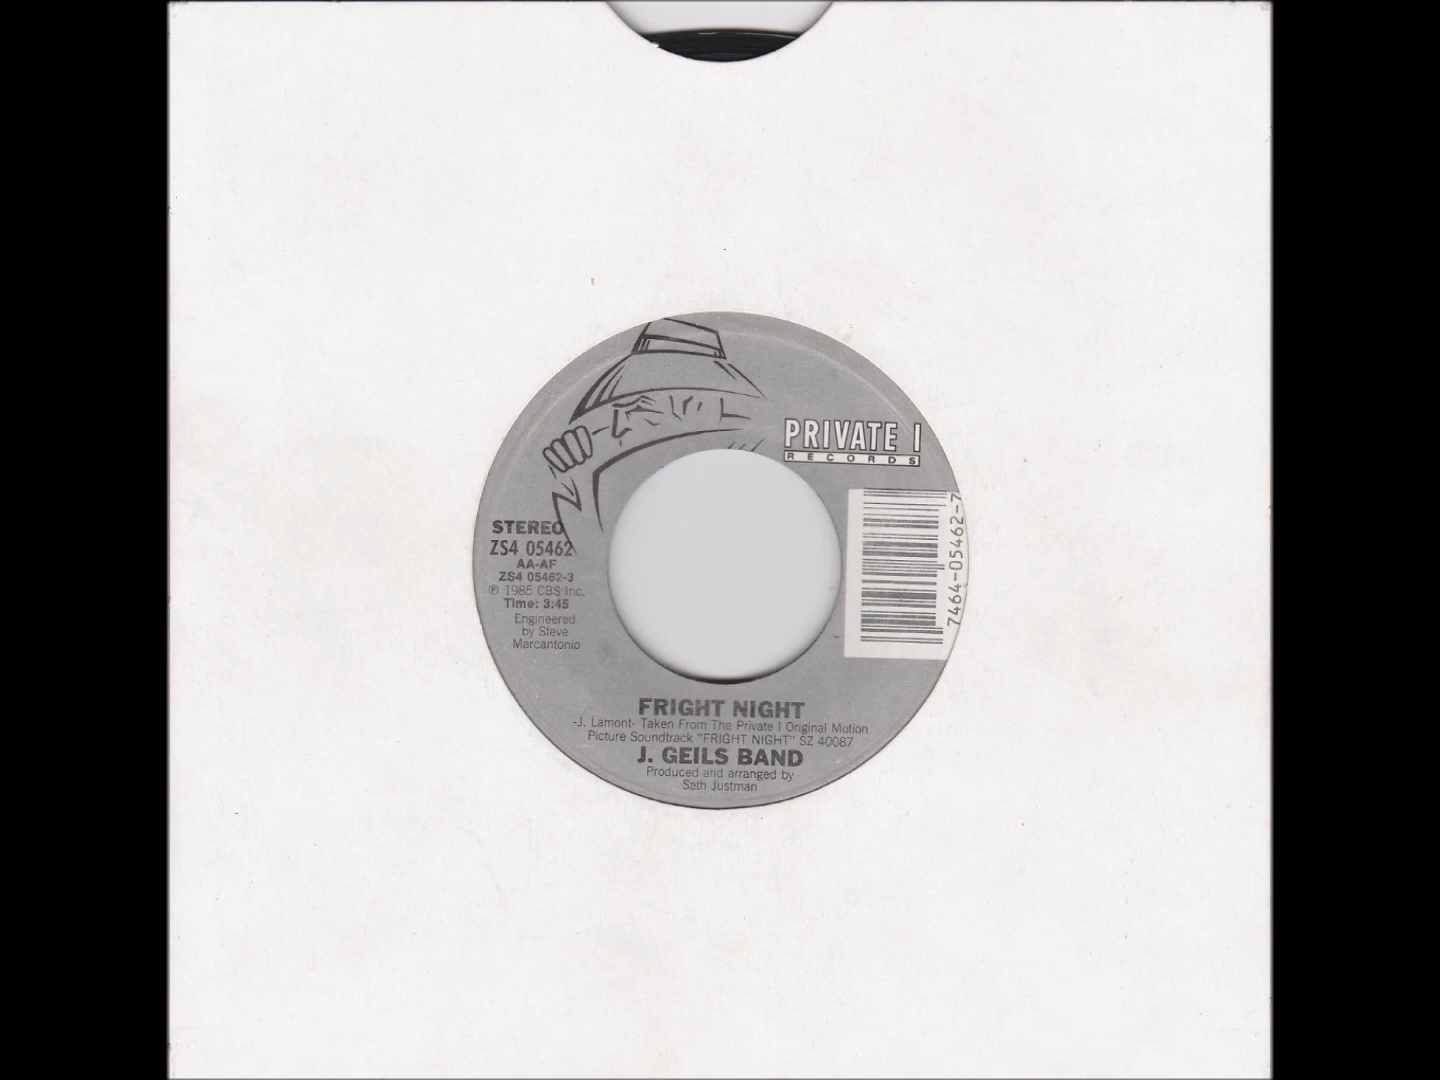 PRIVATE I
RECORDS
7464-05462-7
STEREO
ZS4 05462
AA-AF
ZS4 05462-3
℗ 1985 CBS Inc.
Time: 3:45
Engineered
by Steve
Marcantonio
FRIGHT NIGHT
-J. Lamont- Taken From The Private I Original Motion
Picture Soundtrack "FRIGHT NIGHT" SZ 40087
J. GEILS BAND
Produced and arranged by
Seth Justman